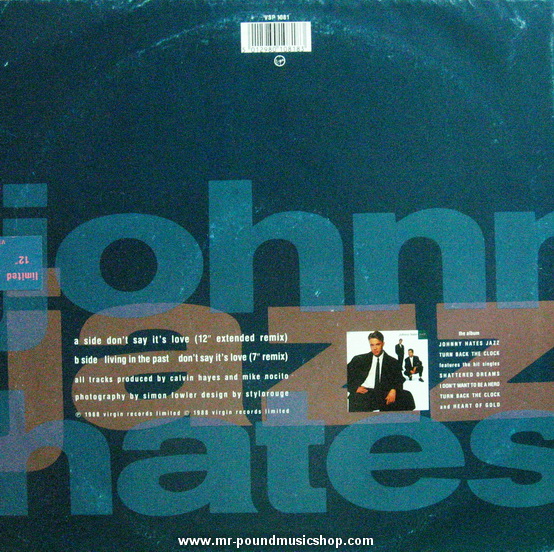 VSP 1081
johnn
limited
12"
jazz
a side don't say it's love (12" extended remix)
b side living in the past don't say it's love (7" remix)
all tracks produced by calvin hayes and mike nocito
photography by simon fowler design by stylorouge
℗ 1988 virgin records limited © 1988 virgin records limited
the album
JOHNNY HATES JAZZ
TURN BACK THE CLOCK
features the hit singles
SHATTERED DREAMS
I DON'T WANT TO BE A HERO
TURN BACK THE CLOCK
and HEART OF GOLD
hates
www.mr-poundmusicshop.com